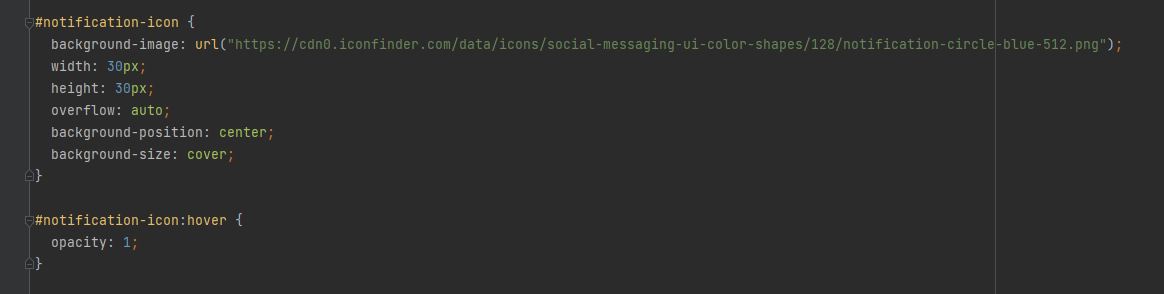 #notification-icon {
  background-image: url("https://cdn0.iconfinder.com/data/icons/social-messaging-ui-color-shapes/128/notification-circle-blue-512.png");
  width: 30px;
  height: 30px;
  overflow: auto;
  background-position: center;
  background-size: cover;
}

#notification-icon:hover {
  opacity: 1;
}